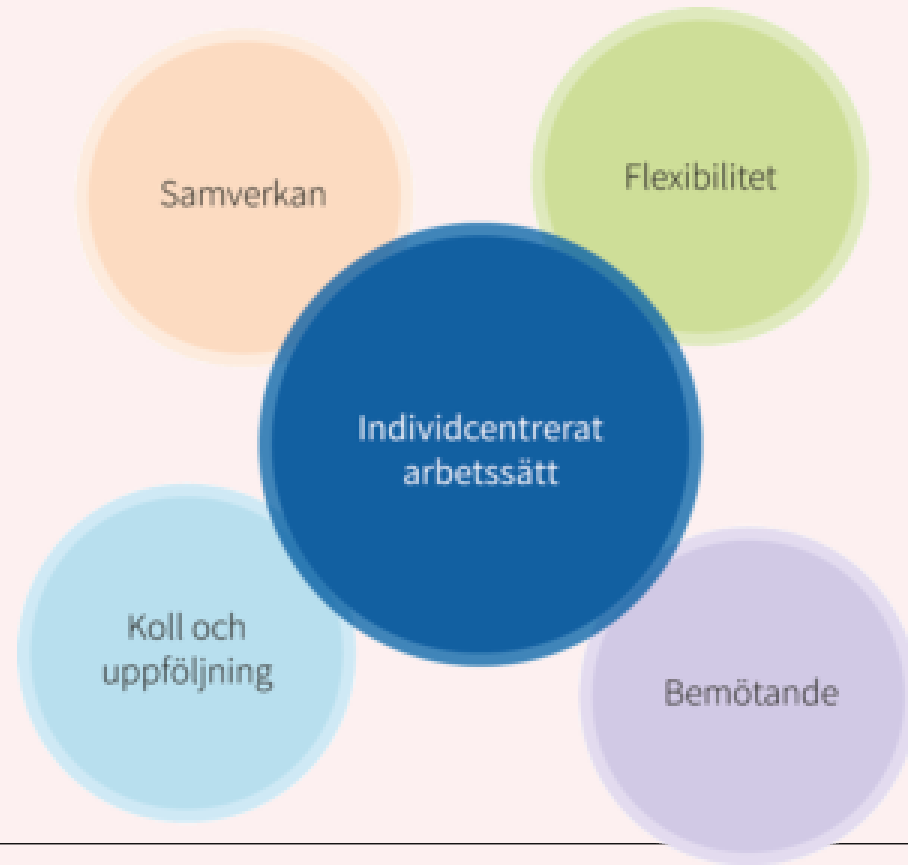 Samverkan
Flexibilitet
Individcentrerat
arbetssätt
Koll och
uppföljning
Bemötande